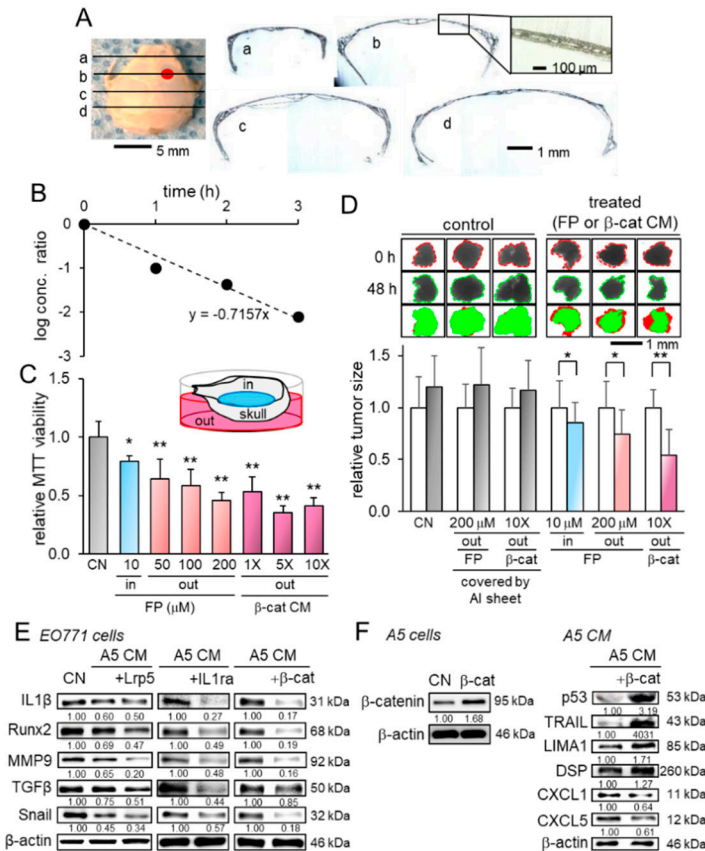 A
a
b
c
d
5 mm
a
b
100 μm
c
d
1 mm
B
time (h)
0 1 2 3
0
-1
-2
-3
log conc. ratio
y = -0.7157x
C
1.5
1.0
0.5
0.0
relative MTT viability
in
out
skull
* ** ** ** ** ** **
CN 10 50 100 200 1X 5X 10X
in out out
FP (μM) β-cat CM
D
control
treated
(FP or β-cat CM)
0 h
48 h
1 mm
2.0
1.5
1.0
0.5
0.0
relative tumor size
* * **
CN 200 μM 10X 10 μM 200 μM 10X
out out in out out
FP β-cat FP β-cat
covered by
Al sheet
E EO771 cells
A5 CM A5 CM A5 CM
CN +Lrp5 +IL1ra +β-cat
IL1β 31 kDa
1.00 0.60 0.50 1.00 0.27 1.00 0.17
Runx2 68 kDa
1.00 0.69 0.47 1.00 0.49 1.00 0.19
MMP9 92 kDa
1.00 0.65 0.20 1.00 0.48 1.00 0.16
TGFβ 50 kDa
1.00 0.75 0.51 1.00 0.44 1.00 0.85
Snail 32 kDa
1.00 0.45 0.34 1.00 0.57 1.00 0.18
β-actin 46 kDa
F A5 cells
CN β-cat
β-catenin 95 kDa
1.00 1.68
β-actin 46 kDa
A5 CM
A5 CM
+β-cat
p53 53 kDa
1.00 3.19
TRAIL 43 kDa
1.00 4031
LIMA1 85 kDa
1.00 1.71
DSP 260 kDa
1.00 1.27
CXCL1 11 kDa
1.00 0.64
CXCL5 12 kDa
1.00 0.61
β-actin 46 kDa